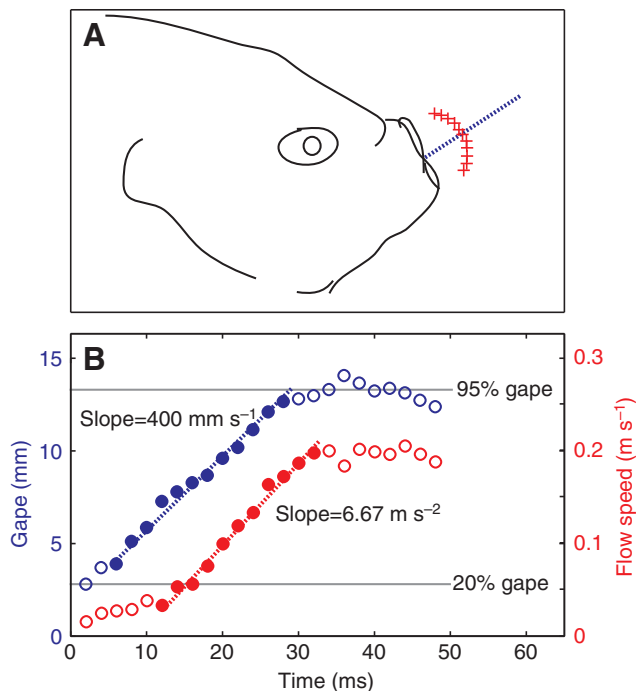 A
B
15
0.3
95% gape
Slope=400 mm s⁻¹
10
0.2
Gape (mm)
Flow speed (m s⁻¹)
Slope=6.67 m s⁻²
5
0.1
20% gape
0
0
0 10 20 30 40 50 60
Time (ms)